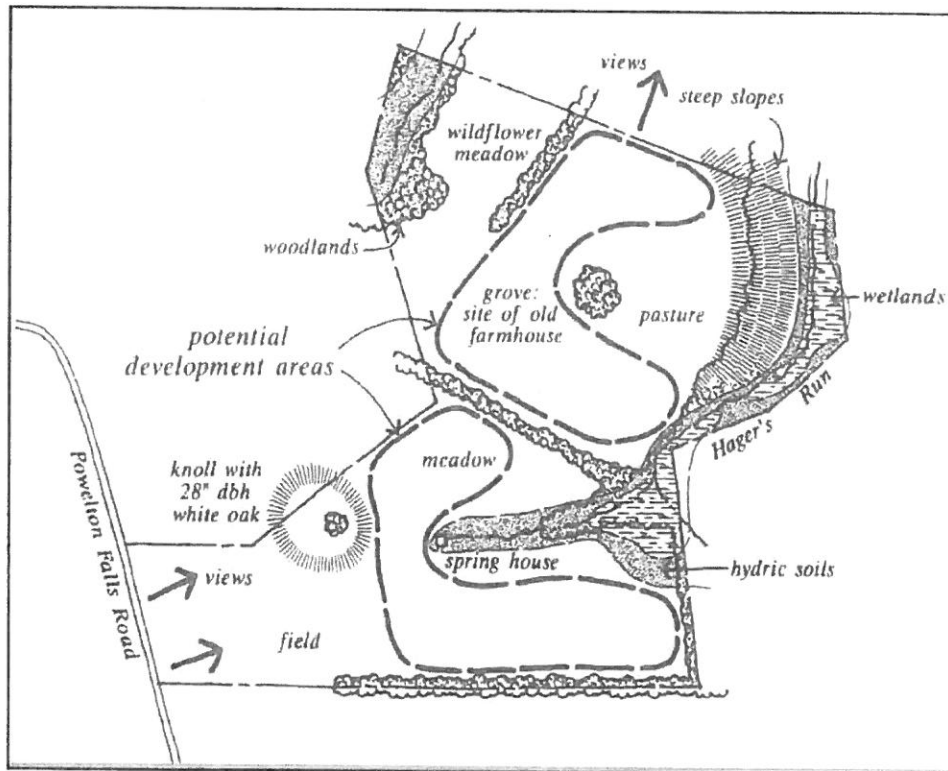 views
steep slopes
wildflower
meadow
woodlands
grove:
site of old
farmhouse
pasture
wetlands
potential
development areas
Hager's Run
knoll with
28" dbh
white oak
meadow
Powelton Falls Road
views
spring house
hydric soils
field